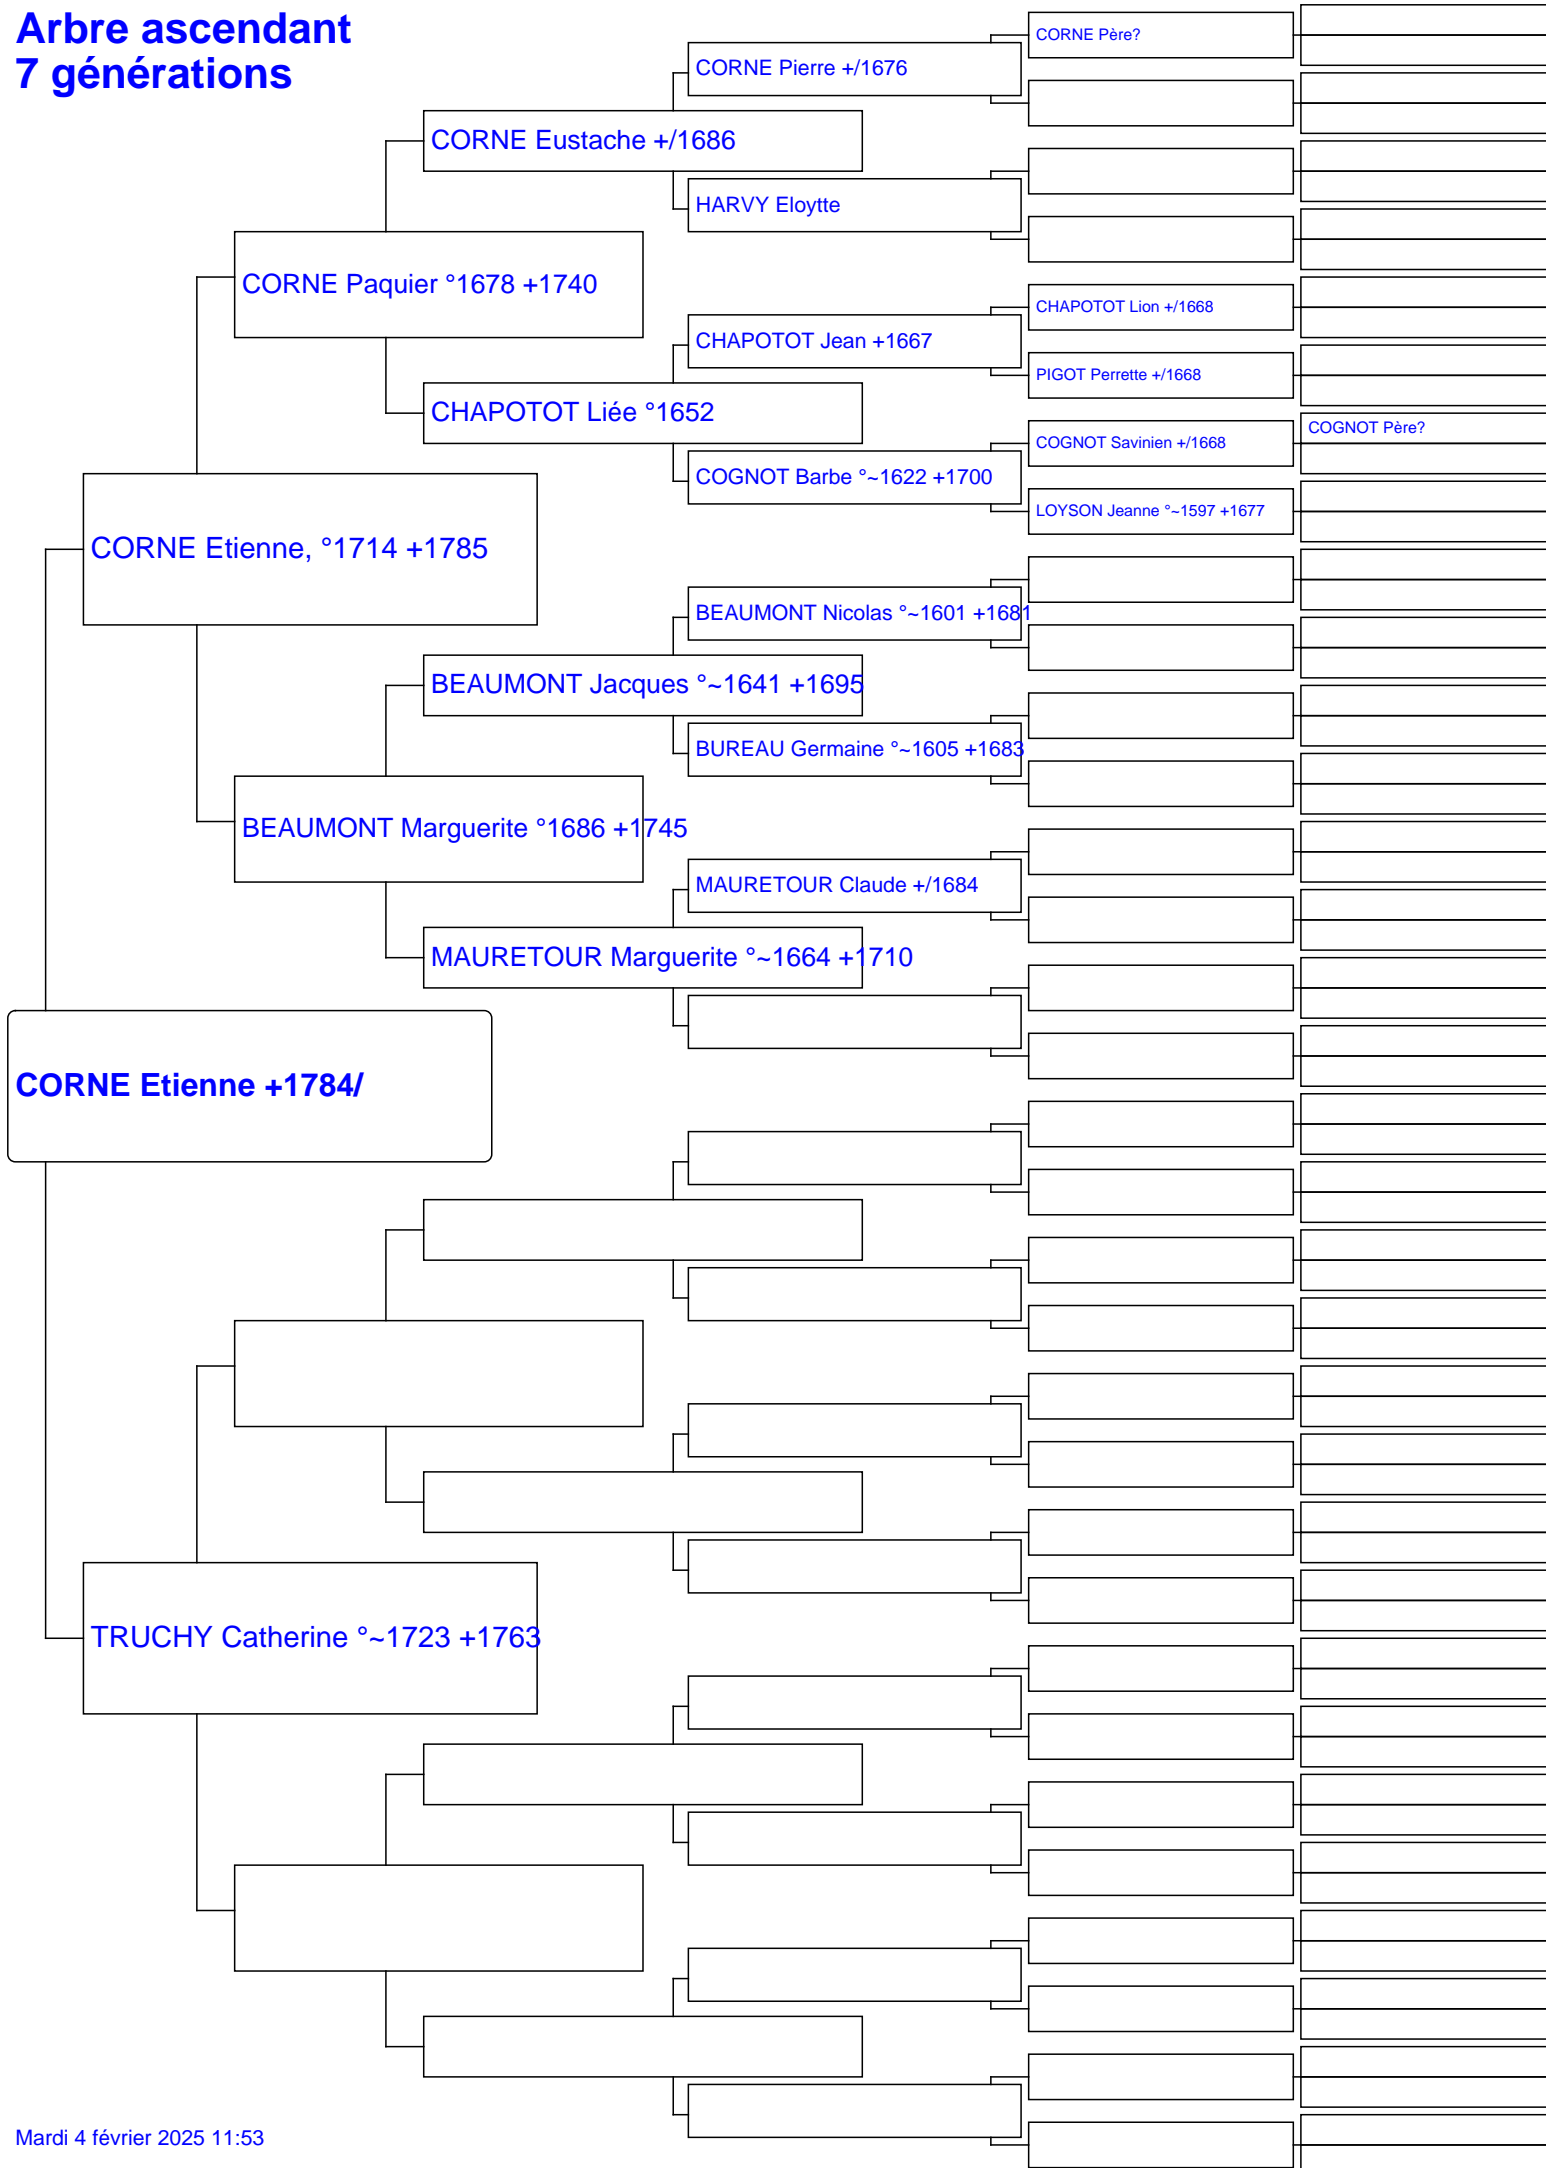 Arbre ascendant
7 générations
CORNE Père?
CORNE Pierre +/1676
CORNE Eustache +/1686
HARVY Eloytte
CORNE Paquier °1678 +1740
CHAPOTOT Lion +/1668
CHAPOTOT Jean +1667
PIGOT Perrette +/1668
CHAPOTOT Liée °1652
COGNOT Père?
COGNOT Savinien +/1668
COGNOT Barbe °~1622 +1700
LOYSON Jeanne °~1597 +1677
CORNE Etienne, °1714 +1785
BEAUMONT Nicolas °~1601 +1681
BEAUMONT Jacques °~1641 +1695
BUREAU Germaine °~1605 +1683
BEAUMONT Marguerite °1686 +1745
MAURETOUR Claude +/1684
MAURETOUR Marguerite °~1664 +1710
CORNE Etienne +1784/
TRUCHY Catherine °~1723 +1763
Mardi 4 février 2025 11:53